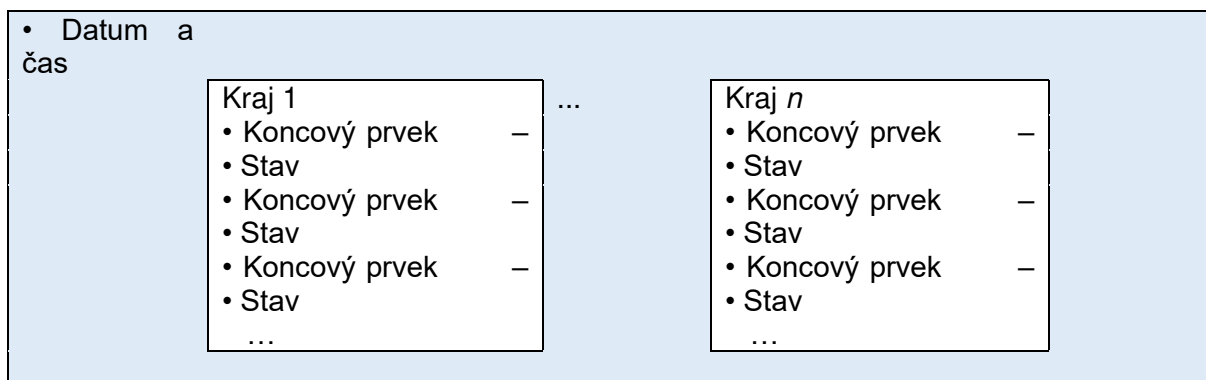 • Datum a
čas
Kraj 1
• Koncový prvek –
• Stav
• Koncový prvek –
• Stav
• Koncový prvek –
• Stav
…
...
Kraj n
• Koncový prvek –
• Stav
• Koncový prvek –
• Stav
• Koncový prvek –
• Stav
…